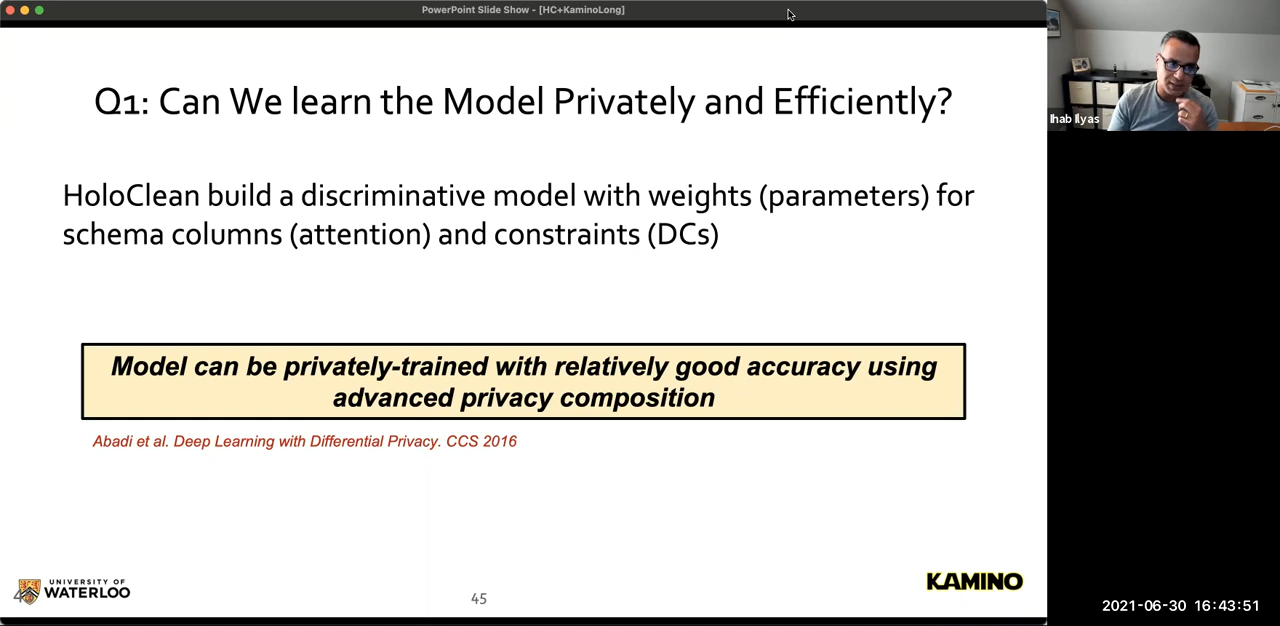 PowerPoint Slide Show - [HC+KaminoLong]
Q1: Can We learn the Model Privately and Efficiently?
HoloClean build a discriminative model with weights (parameters) for
schema columns (attention) and constraints (DCs)
Model can be privately-trained with relatively good accuracy using
advanced privacy composition
Abadi et al. Deep Learning with Differential Privacy. CCS 2016
UNIVERSITY OF
WATERLOO
45
KAMINO
Ihab Ilyas
2021-06-30 16:43:51